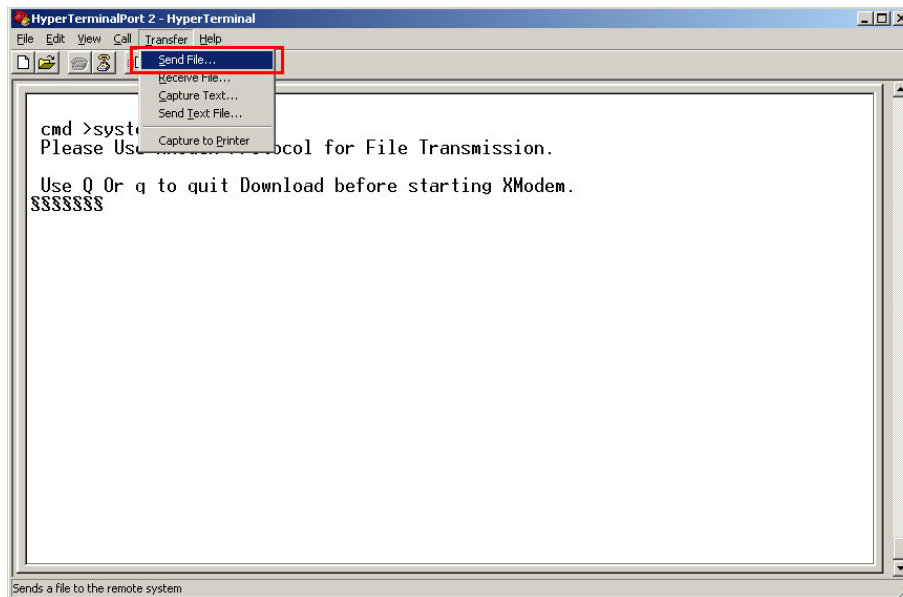 HyperTerminalPort 2 - HyperTerminal
File Edit View Call Transfer Help
Send File...
Receive File...
Capture Text...
Send Text File...
Capture to Printer
cmd >syst
Please Us ocol for File Transmission.
Use Q Or q to quit Download before starting XModem.
§§§§§§§
Sends a file to the remote system